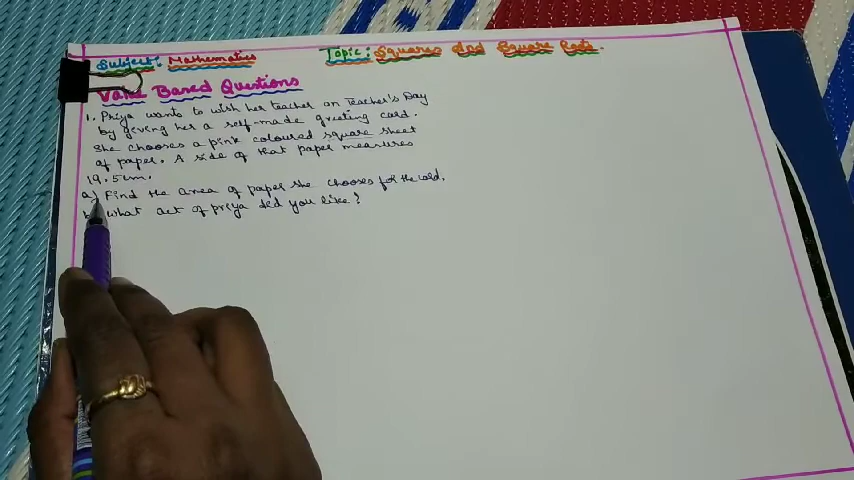 Subject: Mathematics Topic: Squares and Square Roots.
Value Based Questions
1. Priya wants to wish her teacher on Teacher's Day
by giving her a self-made greeting card.
She chooses a pink coloured square sheet
of paper. A side of that paper measures
19.5cm.
a) Find the area of paper she chooses for the card.
b) What act of priya did you like?